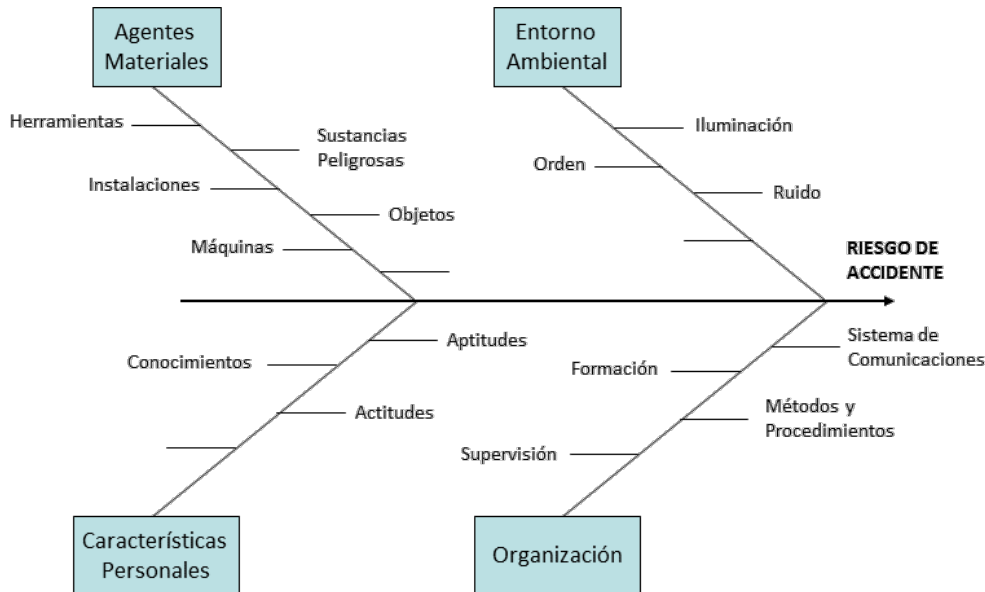 Agentes
Materiales
Entorno
Ambiental
Herramientas
Sustancias
Peligrosas
Instalaciones
Objetos
Máquinas
Iluminación
Orden
Ruido
RIESGO DE
ACCIDENTE
Aptitudes
Conocimientos
Actitudes
Sistema de
Comunicaciones
Formación
Métodos y
Procedimientos
Supervisión
Características
Personales
Organización